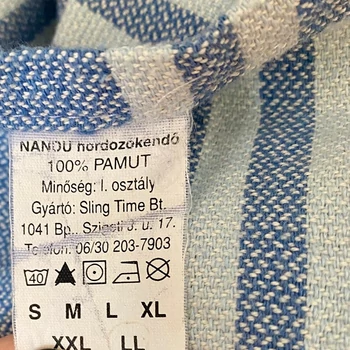 NANDU hordozókendő
100% PAMUT
Minőség: I. osztály
Gyártó: Sling Time Bt.
1041 Bp., Szigeti J. u. 17.
Telefon: 06/30 203-7903
40
S M L XL
XXL LL